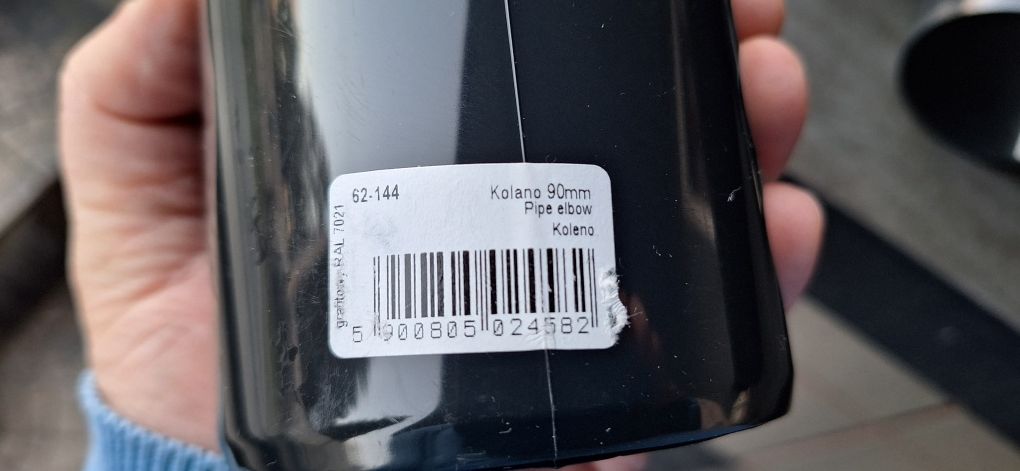 62-144
Kolano 90mm
Pipe elbow
Koleno
grafitowy RAL 7021
5 900805 024582